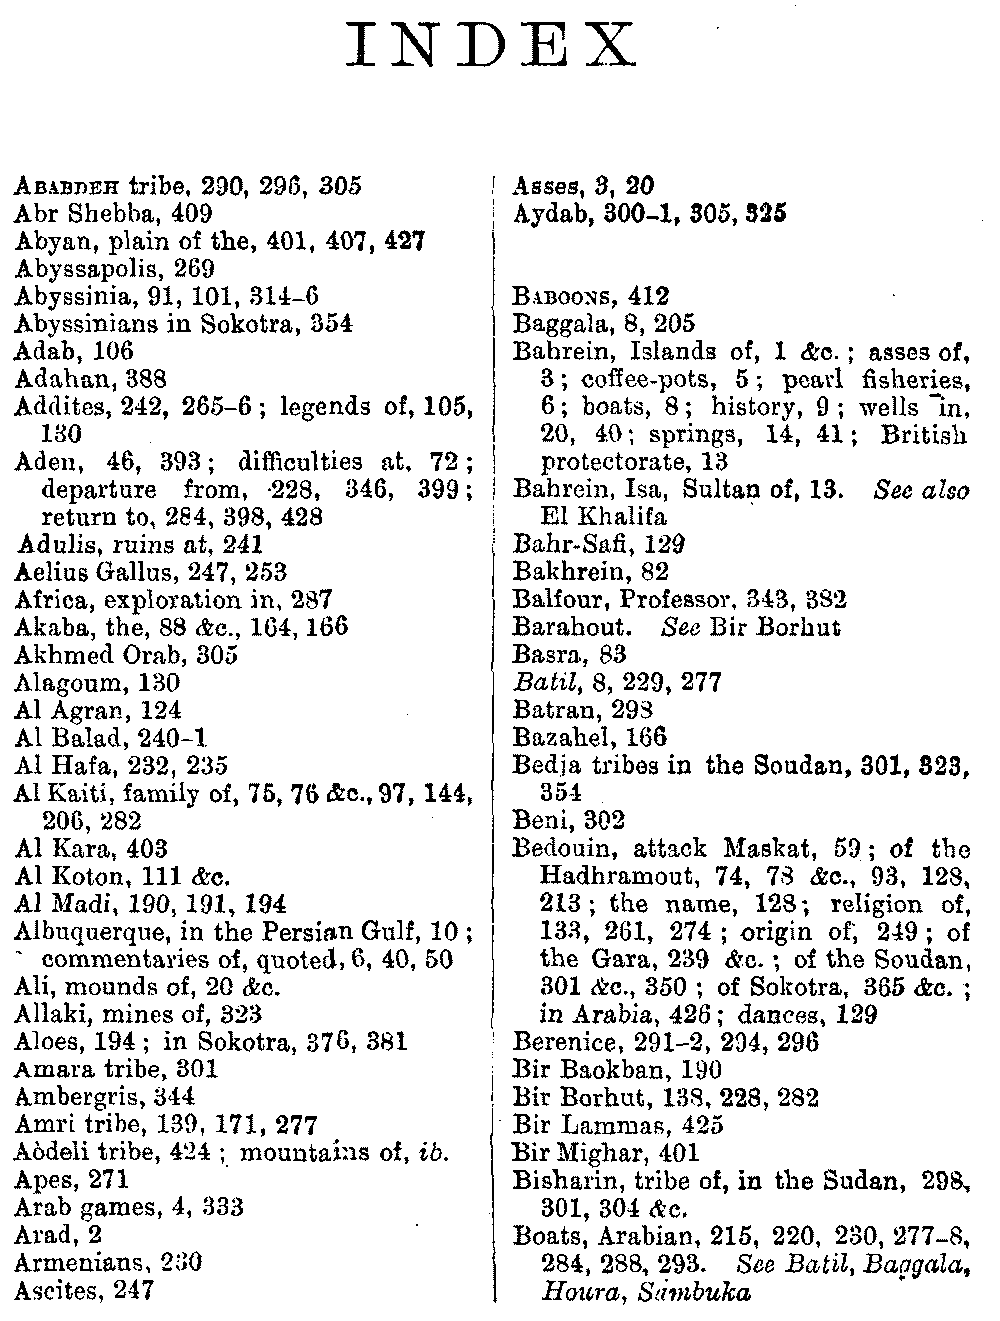 INDEX
ABABDEH tribe, 290, 296, 305
Abr Shebba, 409
Abyan, plain of the, 401, 407, 427
Abyssapolis, 269
Abyssinia, 91, 101, 314-6
Abyssinians in Sokotra, 354
Adab, 106
Adahan, 388
Addites, 242, 265-6; legends of, 105,
130
Aden, 46, 393; difficulties at, 72;
departure from, 228, 346, 399;
return to, 284, 398, 428
Adulis, ruins at, 241
Aelius Gallus, 247, 253
Africa, exploration in, 287
Akaba, the, 88 &c., 164, 166
Akhmed Orab, 305
Alagoum, 130
Al Agran, 124
Al Balad, 240-1
Al Hafa, 232, 235
Al Kaiti, family of, 75, 76 &c., 97, 144,
206, 282
Al Kara, 403
Al Koton, 111 &c.
Al Madi, 190, 191, 194
Albuquerque, in the Persian Gulf, 10;
commentaries of, quoted, 6, 40, 50
Ali, mounds of, 20 &c.
Allaki, mines of, 323
Aloes, 194; in Sokotra, 376, 381
Amara tribe, 301
Ambergris, 344
Amri tribe, 139, 171, 277
Aòdeli tribe, 424; mountains of, ib.
Apes, 271
Arab games, 4, 333
Arad, 2
Armenians, 230
Ascites, 247
Asses, 3, 20
Aydab, 300-1, 305, 325
BABOONS, 412
Baggala, 8, 205
Bahrein, Islands of, 1 &c.; asses of,
3; coffee-pots, 5; pearl fisheries,
6; boats, 8; history, 9; wells in,
20, 40; springs, 14, 41; British
protectorate, 13
Bahrein, Isa, Sultan of, 13. See also
El Khalifa
Bahr-Safi, 129
Bakhrein, 82
Balfour, Professor, 343, 382
Barahout. See Bir Borhut
Basra, 83
Batil, 8, 229, 277
Batran, 298
Bazahel, 166
Bedja tribes in the Soudan, 301, 323,
354
Beni, 302
Bedouin, attack Maskat, 59; of the
Hadhramout, 74, 78 &c., 93, 128,
213; the name, 128; religion of,
133, 261, 274; origin of, 249; of
the Gara, 239 &c.; of the Soudan,
301 &c., 350; of Sokotra, 365 &c.;
in Arabia, 426; dances, 129
Berenice, 291-2, 294, 296
Bir Baokban, 190
Bir Borhut, 138, 228, 282
Bir Lammas, 425
Bir Mighar, 401
Bisharin, tribe of, in the Sudan, 298,
301, 304 &c.
Boats, Arabian, 215, 220, 230, 277-8,
284, 288, 293. See Batil, Baggala,
Houra, Sambuka